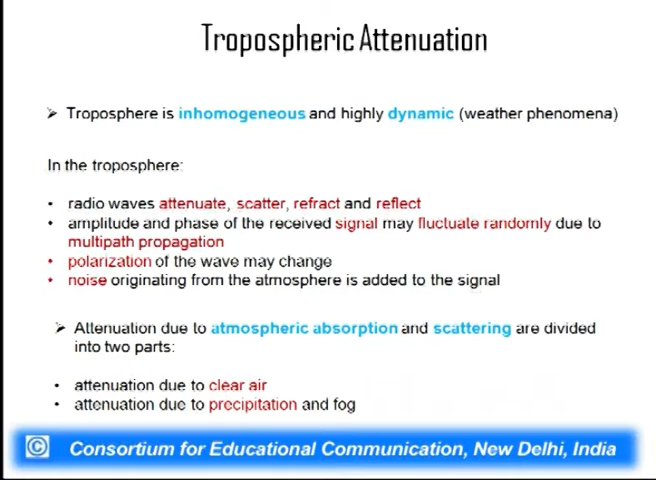 Tropospheric Attenuation
➢ Troposphere is inhomogeneous and highly dynamic (weather phenomena)
In the troposphere:
• radio waves attenuate, scatter, refract and reflect
• amplitude and phase of the received signal may fluctuate randomly due to
multipath propagation
• polarization of the wave may change
• noise originating from the atmosphere is added to the signal
➢ Attenuation due to atmospheric absorption and scattering are divided
into two parts:
• attenuation due to clear air
• attenuation due to precipitation and fog
© Consortium for Educational Communication, New Delhi, India